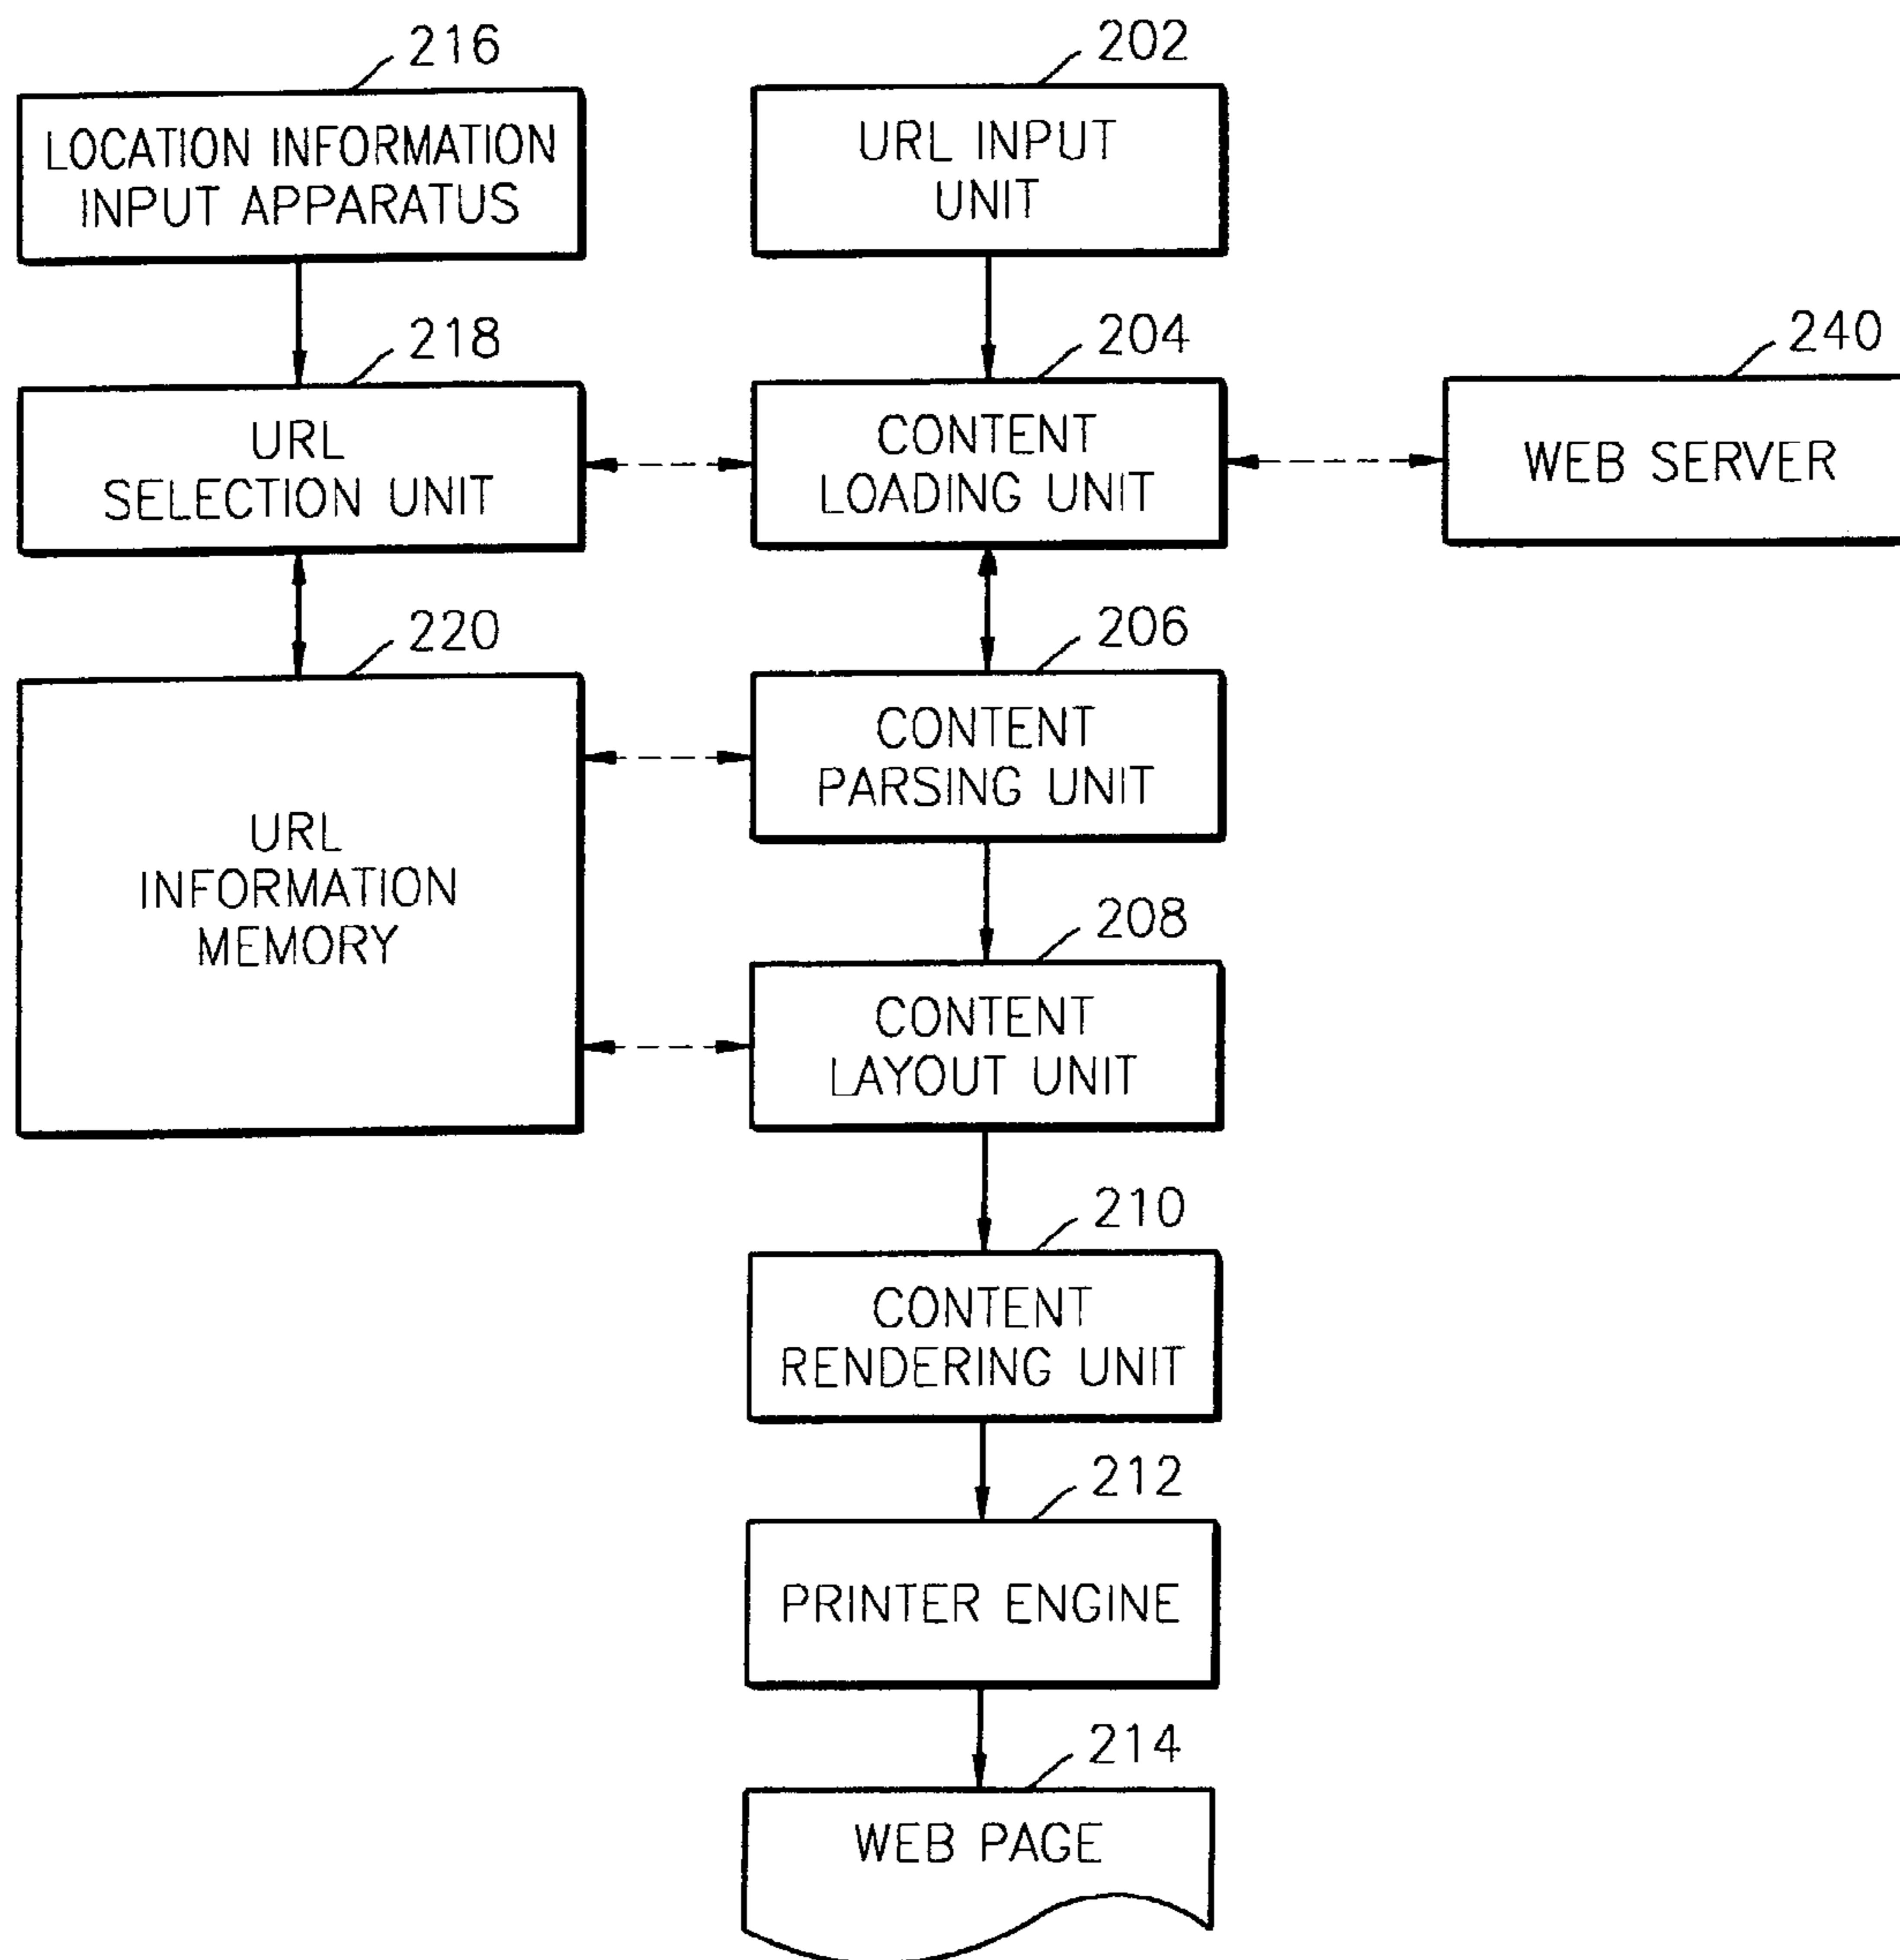 216
LOCATION INFORMATION
INPUT APPARATUS
202
URL INPUT
UNIT
218
URL
SELECTION UNIT
204
CONTENT
LOADING UNIT
240
WEB SERVER
220
URL
INFORMATION
MEMORY
206
CONTENT
PARSING UNIT
208
CONTENT
LAYOUT UNIT
210
CONTENT
RENDERING UNIT
212
PRINTER ENGINE
214
WEB PAGE